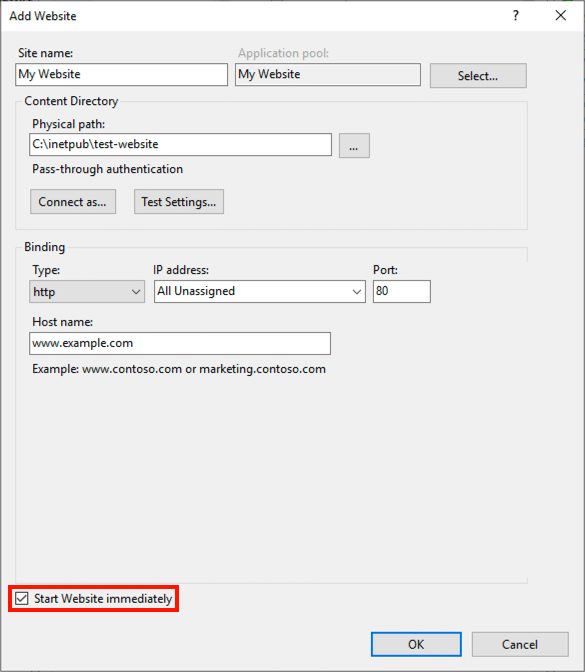 Add Website
?
Site name:
Application pool:
My Website
My Website
Select...
Content Directory
Physical path:
C:\inetpub\test-website
...
Pass-through authentication
Connect as...
Test Settings...
Binding
Type:
IP address:
Port:
http
All Unassigned
80
Host name:
www.example.com
Example: www.contoso.com or marketing.contoso.com
Start Website immediately
OK
Cancel